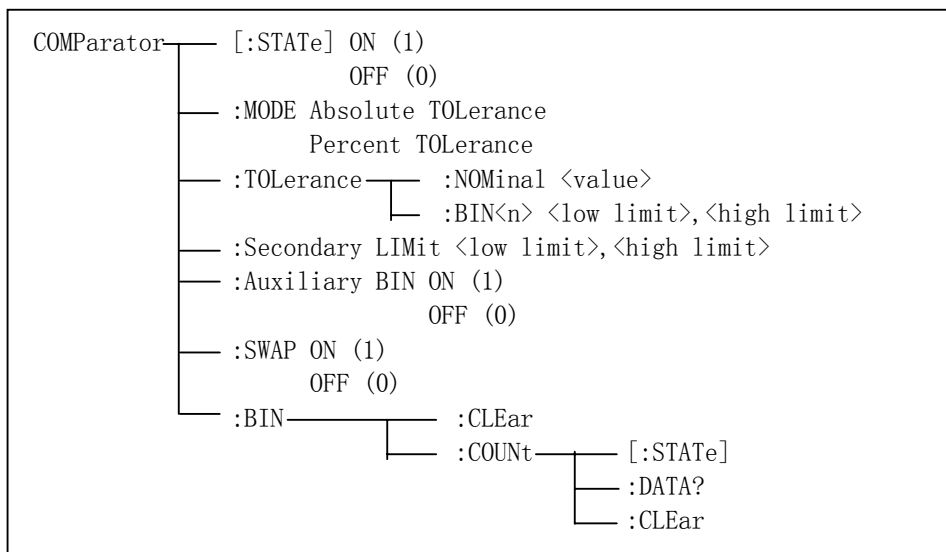 COMParator [:STATe] ON (1)
OFF (0)
:MODE Absolute TOLerance
Percent TOLerance
:TOLerance :NOMinal <value>
:BIN<n> <low limit>,<high limit>
:Secondary LIMit <low limit>,<high limit>
:Auxiliary BIN ON (1)
OFF (0)
:SWAP ON (1)
OFF (0)
:BIN :CLEar
:COUNt [:STATe]
:DATA?
:CLEar